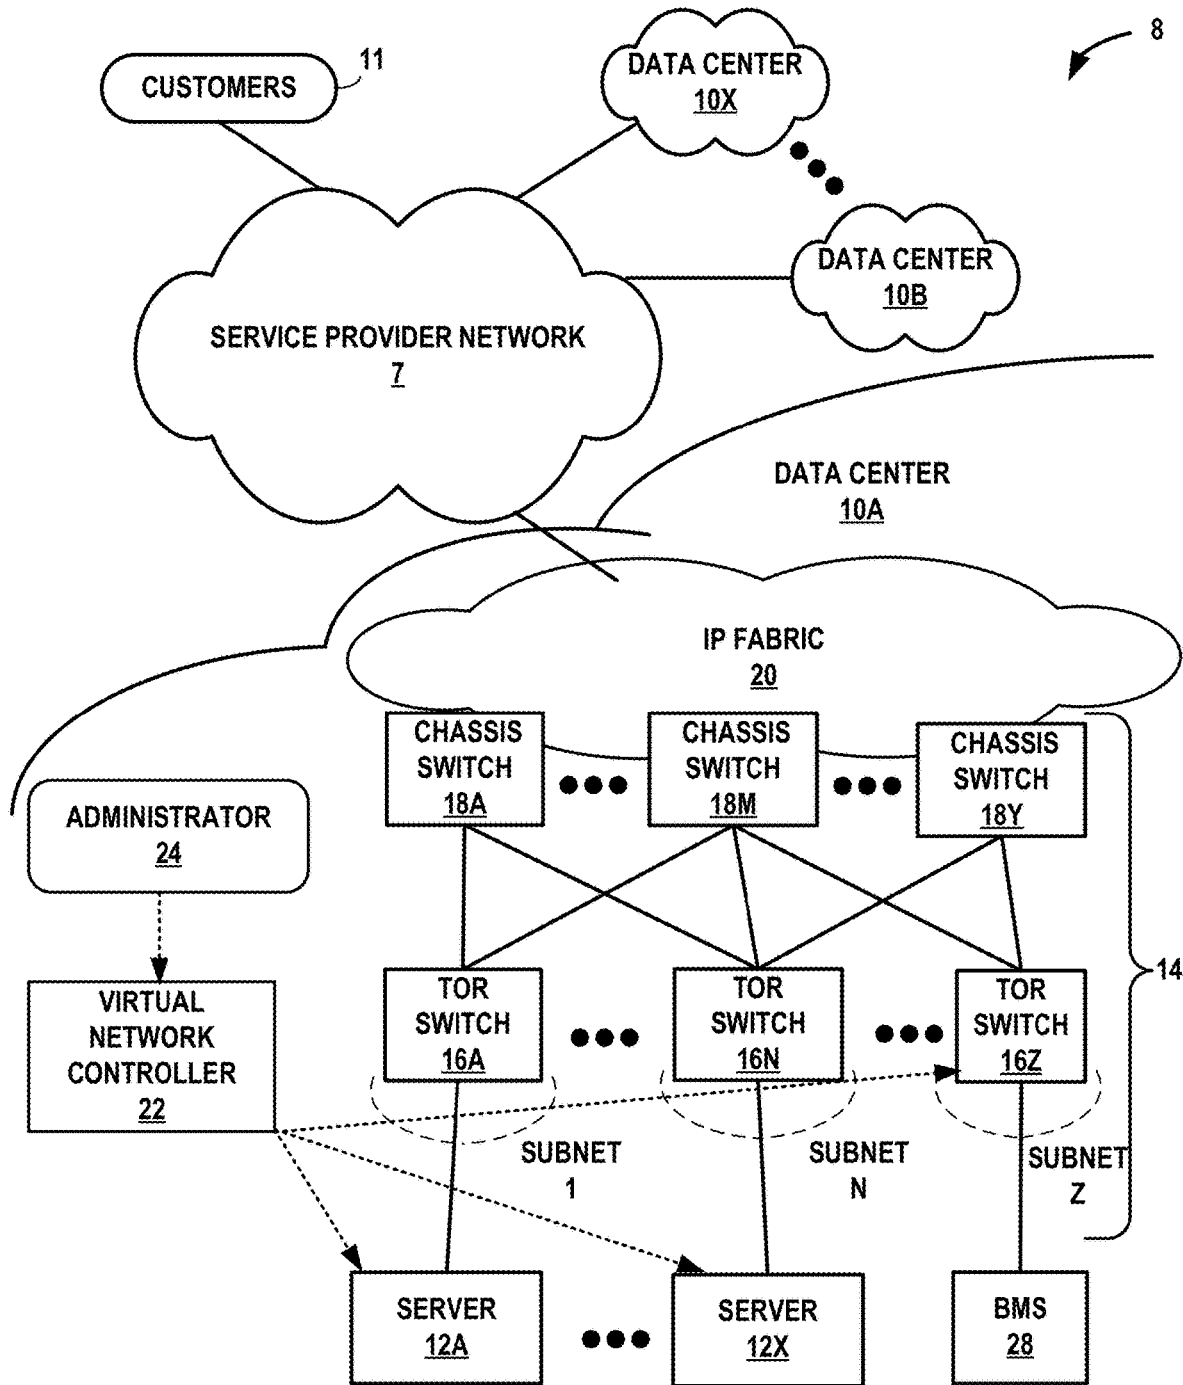 8
11
CUSTOMERS
DATA CENTER
10X
DATA CENTER
10B
SERVICE PROVIDER NETWORK
7
DATA CENTER
10A
IP FABRIC
20
CHASSIS
SWITCH
18A
CHASSIS
SWITCH
18M
CHASSIS
SWITCH
18Y
ADMINISTRATOR
24
VIRTUAL
NETWORK
CONTROLLER
22
TOR
SWITCH
16A
TOR
SWITCH
16N
TOR
SWITCH
16Z
14
SUBNET
1
SUBNET
N
SUBNET
Z
SERVER
12A
SERVER
12X
BMS
28